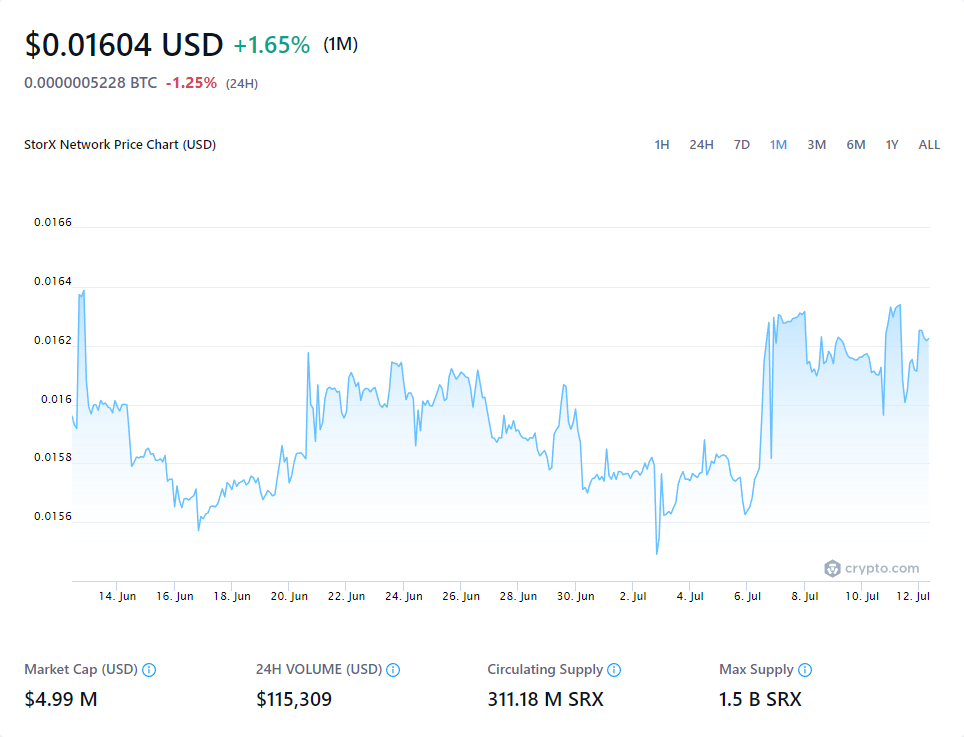 $0.01604 USD +1.65% (1M)
0.0000005228 BTC -1.25% (24H)
StorX Network Price Chart (USD)
1H 24H 7D 1M 3M 6M 1Y ALL
0.0166
0.0164
0.0162
0.016
0.0158
0.0156
crypto.com
14. Jun 16. Jun 18. Jun 20. Jun 22. Jun 24. Jun 26. Jun 28. Jun 30. Jun 2. Jul 4. Jul 6. Jul 8. Jul 10. Jul 12. Jul
Market Cap (USD) 24H VOLUME (USD) Circulating Supply Max Supply
$4.99 M $115,309 311.18 M SRX 1.5 B SRX